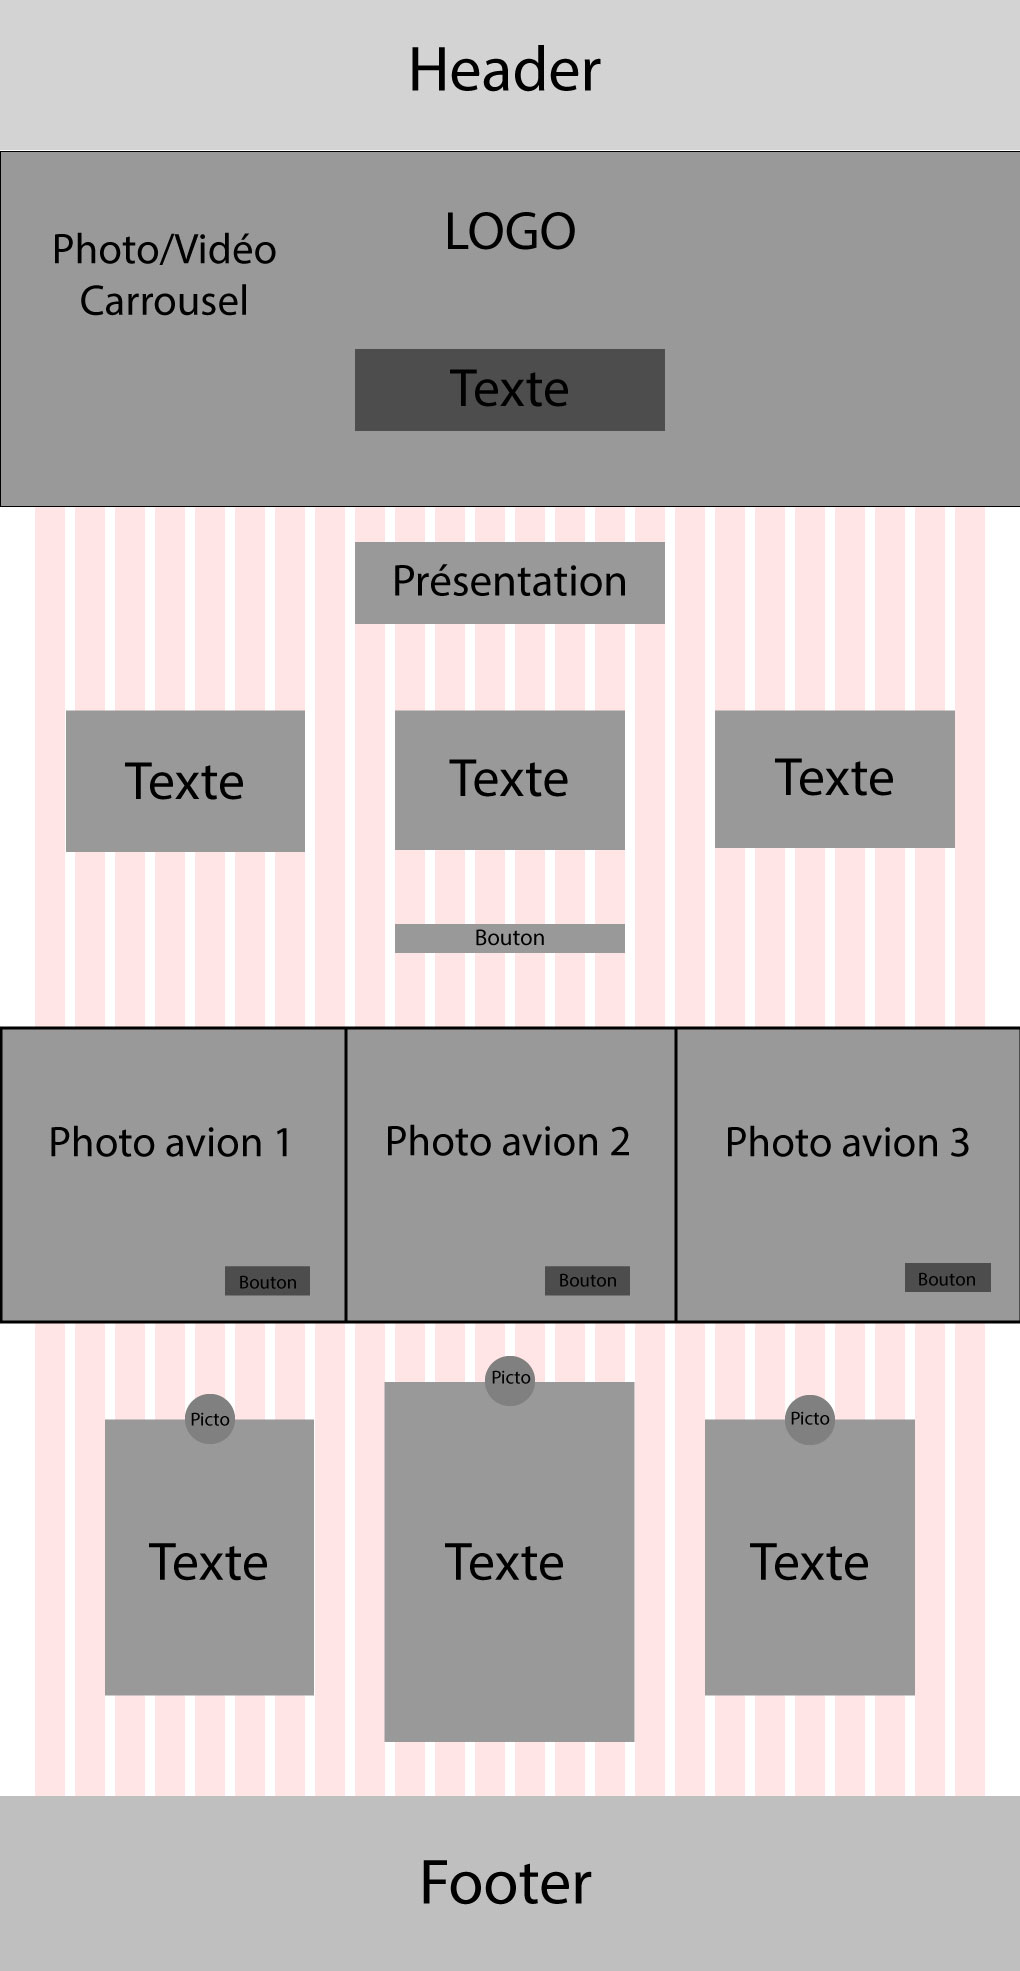 Header
LOGO
Photo/Vidéo
Carrousel
Texte
Présentation
Texte
Texte
Texte
Bouton
Photo avion 1
Photo avion 2
Photo avion 3
Bouton
Bouton
Bouton
Picto
Picto
Picto
Texte
Texte
Texte
Footer